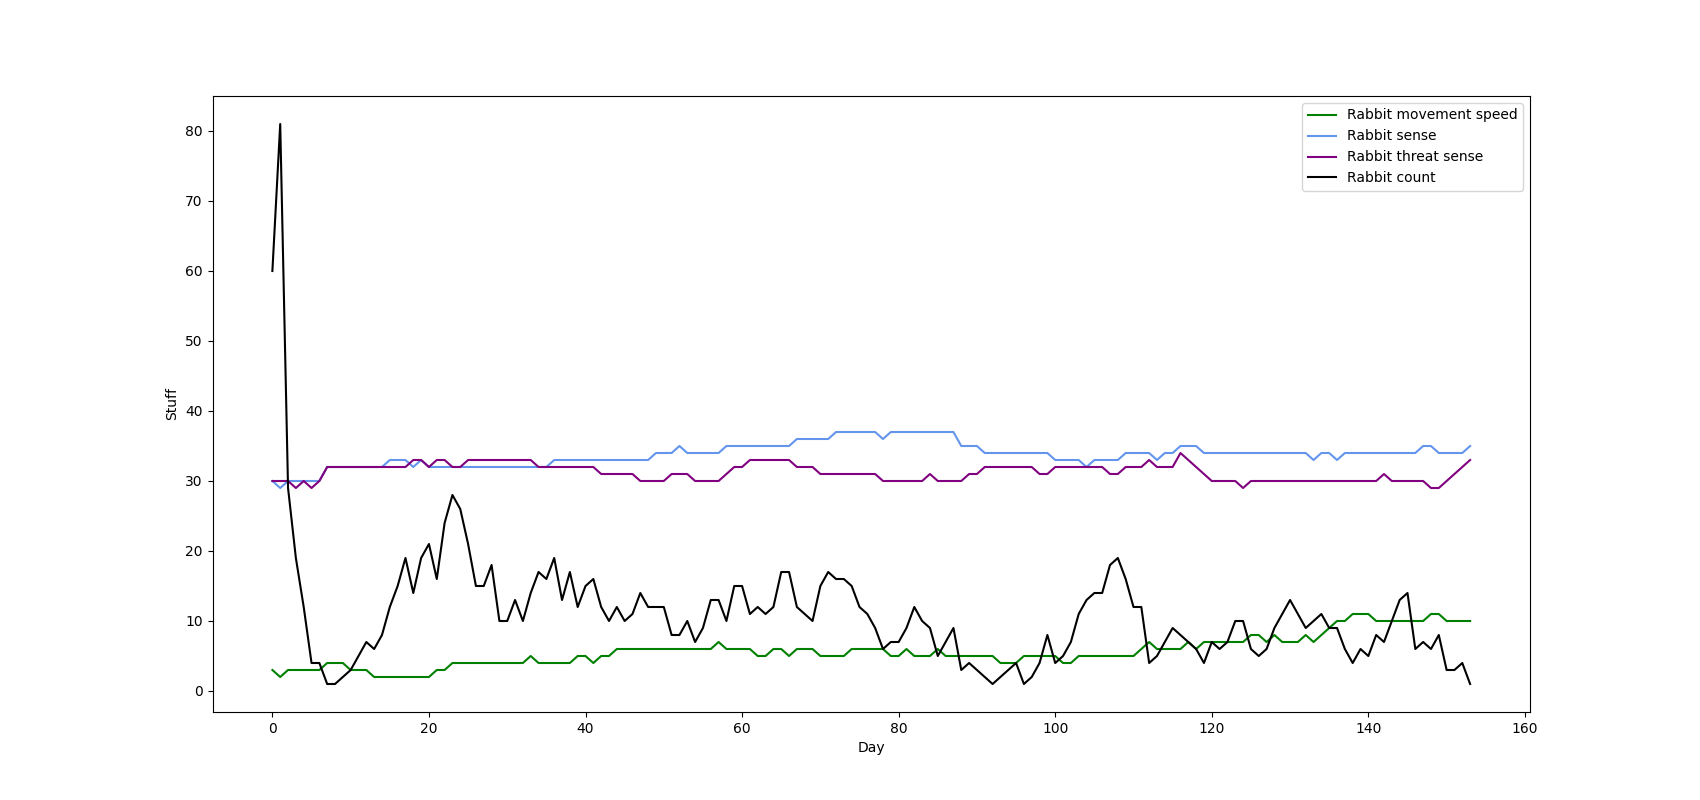 Rabbit movement speed
Rabbit sense
Rabbit threat sense
Rabbit count
80
70
60
50
40
30
20
10
0
Stuff
0 20 40 60 80 100 120 140 160
Day